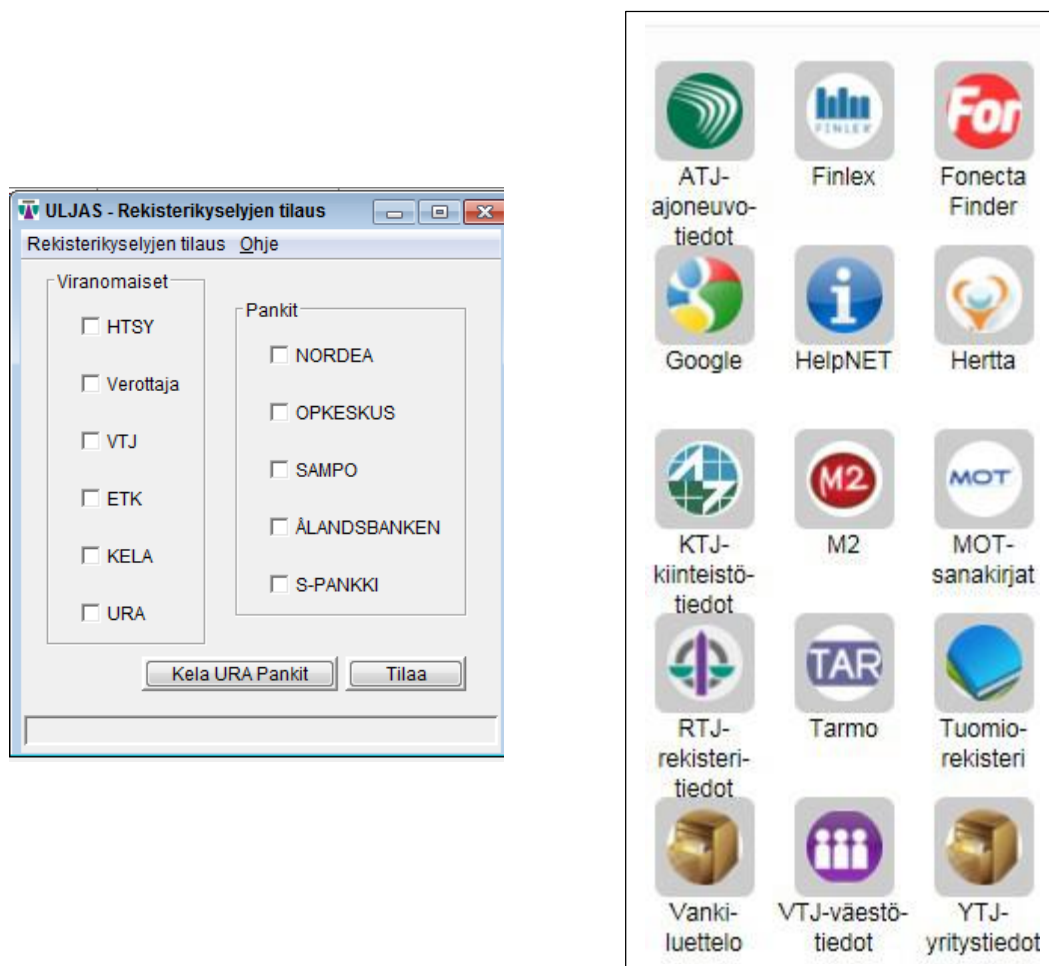 ULJAS - Rekisterikyselyjen tilaus
Rekisterikyselyjen tilaus Ohje
Viranomaiset
HTSY
Verottaja
VTJ
ETK
KELA
URA
Pankit
NORDEA
OPKESKUS
SAMPO
ÅLANDSBANKEN
S-PANKKI
Kela URA Pankit
Tilaa
ATJ-
ajoneuvo-
tiedot
FINLEX
Finlex
For
Fonecta
Finder
Google
i
HelpNET
Hertta
KTJ-
kiinteistö-
tiedot
M2
M2
MOT
MOT-
sanakirjat
RTJ-
rekisteri-
tiedot
TAR
Tarmo
Tuomio-
rekisteri
Vanki-
luettelo
VTJ-väestö-
tiedot
YTJ-
yritystiedot